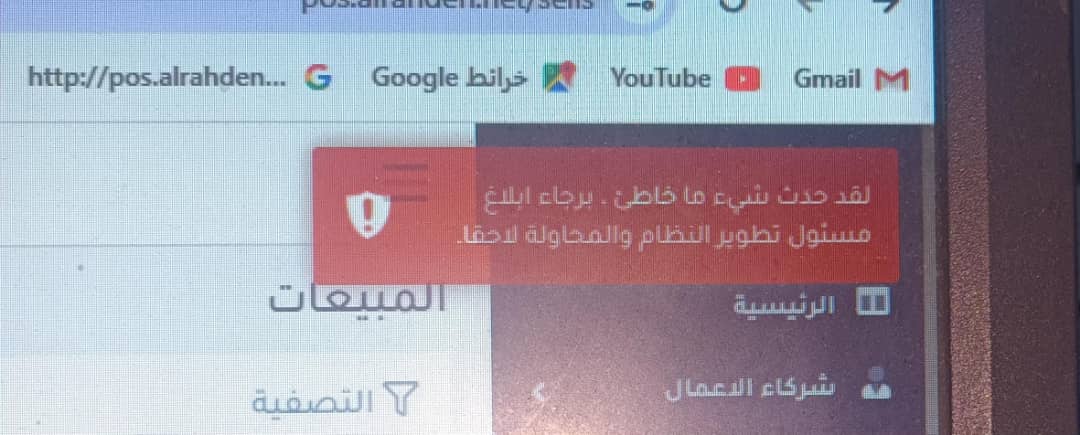 pos.alrahden.net/sells
Gmail
YouTube
خرائط Google
http://pos.alrahden...
لقد حدث شيء ما خاطئ . برجاء ابلاغ
مسئول تطوير النظام والمحاولة لاحقا.
الرئيسية
المبيعات
شركاء الاعمال
التصفية